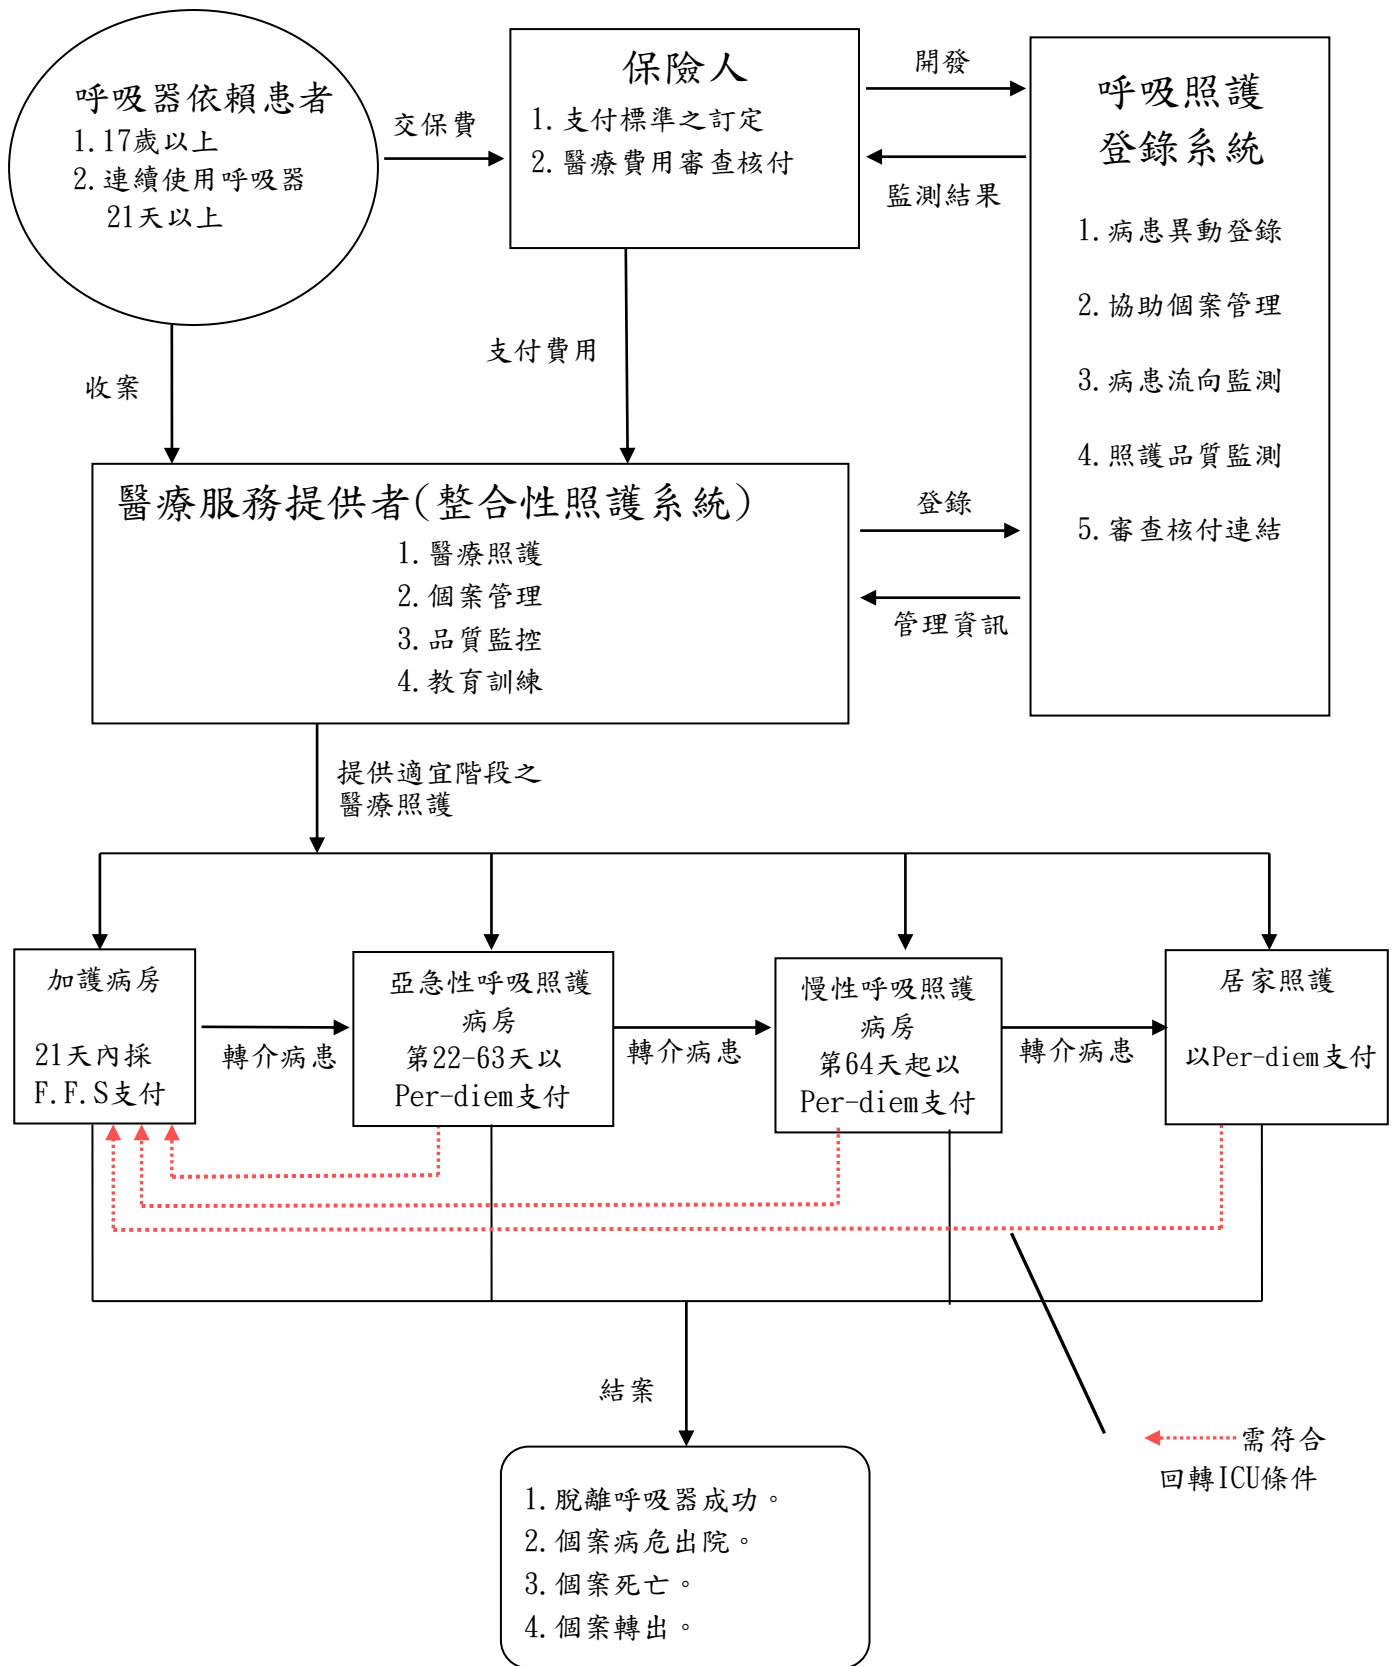 呼吸器依賴患者
1.17歲以上
2.連續使用呼吸器
21天以上
交保費
保險人
1.支付標準之訂定
2.醫療費用審查核付
開發
監測結果
呼吸照護
登錄系統
1.病患異動登錄
2.協助個案管理
3.病患流向監測
4.照護品質監測
5.審查核付連結
收案
支付費用
醫療服務提供者(整合性照護系統)
1.醫療照護
2.個案管理
3.品質監控
4.教育訓練
登錄
管理資訊
提供適宜階段之
醫療照護
加護病房
21天內採
F.F.S支付
轉介病患
亞急性呼吸照護
病房
第22-63天以
Per-diem支付
轉介病患
慢性呼吸照護
病房
第64天起以
Per-diem支付
轉介病患
居家照護
以Per-diem支付
結案
需符合
回轉ICU條件
1.脫離呼吸器成功。
2.個案病危出院。
3.個案死亡。
4.個案轉出。